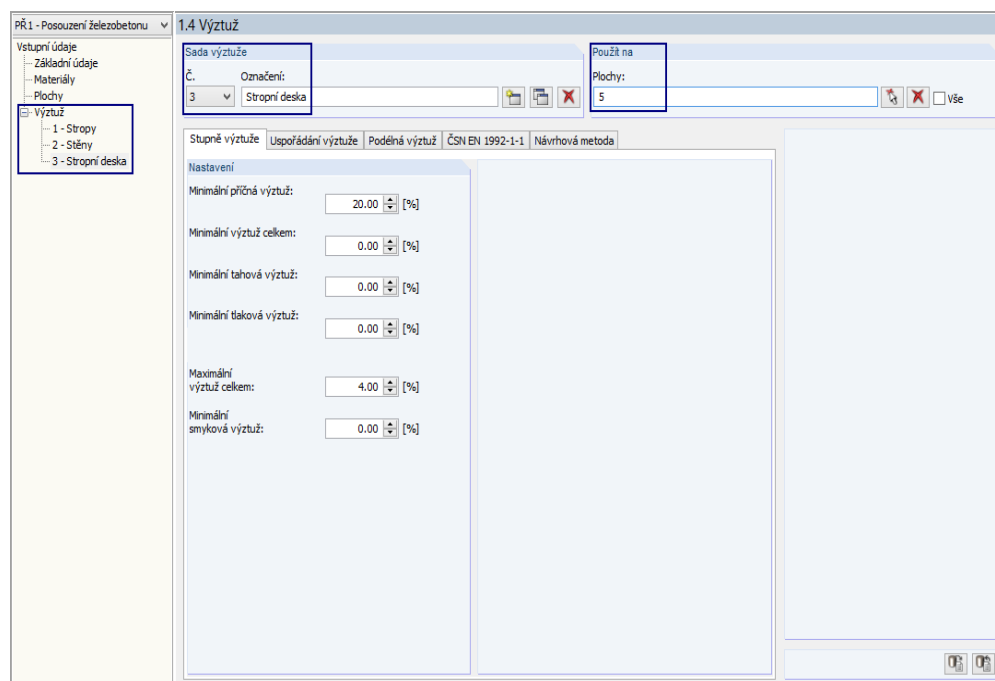 PŘ1 - Posouzení železobetonu
Vstupní údaje
Základní údaje
Materiály
Plochy
Výztuž
1 - Stropy
2 - Stěny
3 - Stropní deska
1.4 Výztuž
Sada výztuže
Č. Označení:
3 Stropní deska
Použít na
Plochy:
5 Vše
Stupně výztuže Uspořádání výztuže Podélná výztuž ČSN EN 1992-1-1 Návrhová metoda
Nastavení
Minimální příčná výztuž:
20.00 [%]
Minimální výztuž celkem:
0.00 [%]
Minimální tahová výztuž:
0.00 [%]
Minimální tlaková výztuž:
0.00 [%]
Maximální
výztuž celkem: 4.00 [%]
Minimální
smyková výztuž: 0.00 [%]